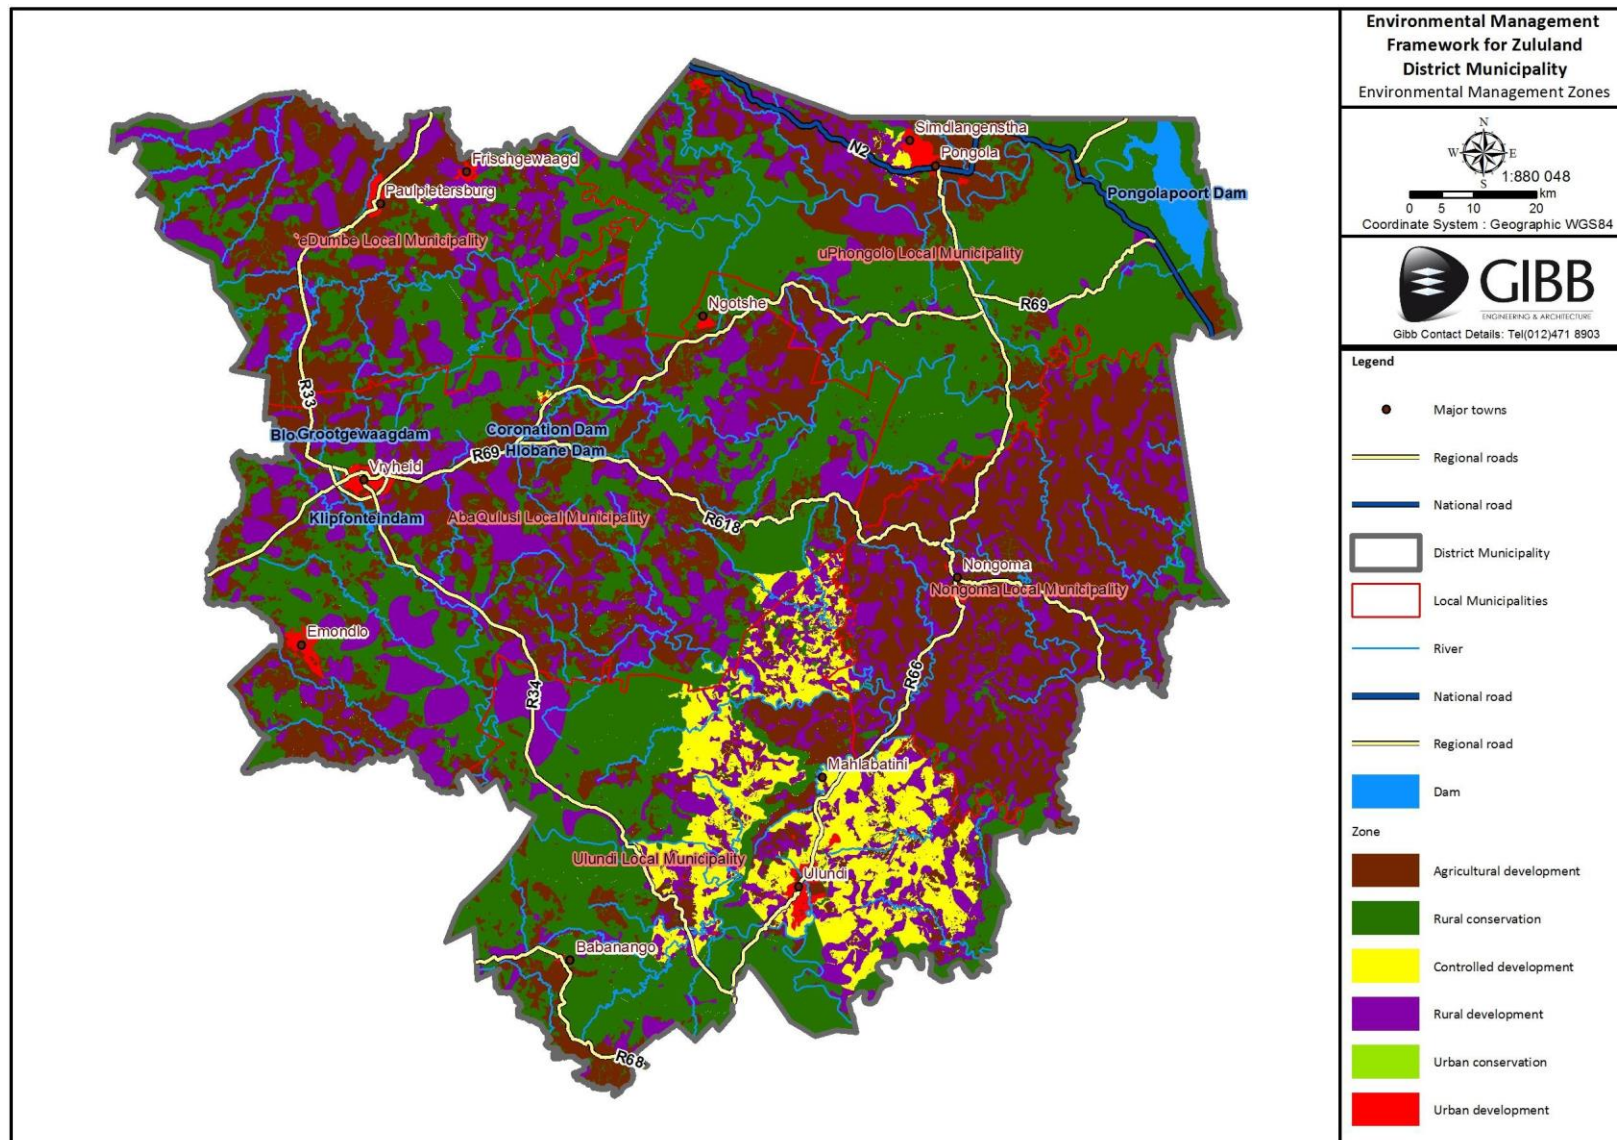 Environmental Management
Framework for Zululand
District Municipality
Environmental Management Zones
N
W
E
S
1:880 048
km
0 5 10 20
Coordinate System : Geographic WGS84
GIBB
ENGINEERING & ARCHITECTURE
Gibb Contact Details: Tel(012)471 8903
Legend
Major towns
Regional roads
National road
District Municipality
Local Municipalities
River
National road
Regional road
Dam
Zone
Agricultural development
Rural conservation
Controlled development
Rural development
Urban conservation
Urban development
Simdlangenstha
N2
Pongola
Frischgewaagd
Paulpietersburg
Pongolapoort Dam
`eDumbe Local Municipality
uPhongolo Local Municipality
Ngotshe
R69
R33
Coronation Dam
Blo
Grootgewaagdam
Hlobane Dam
R69
Vryheid
Klipfonteindam
AbaQulusi Local Municipality
R618
Nongoma
Nongoma Local Municipality
Emondlo
R66
R34
Mahlabatini
Ulundi Local Municipality
Ulundi
Babanango
R68